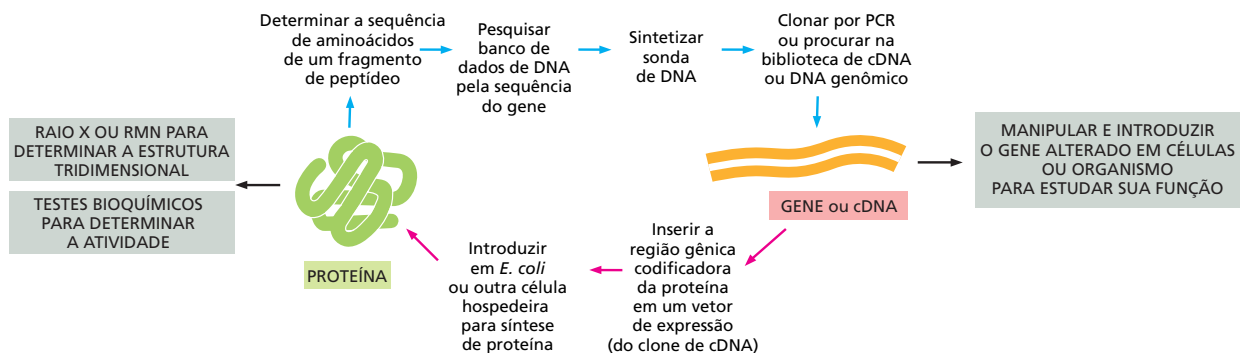 Determinar a sequência
de aminoácidos
de um fragmento
de peptídeo
Pesquisar
banco de
dados de DNA
pela sequência
do gene
Sintetizar
sonda
de DNA
Clonar por PCR
ou procurar na
biblioteca de cDNA
ou DNA genômico
RAIO X OU RMN PARA
DETERMINAR A ESTRUTURA
TRIDIMENSIONAL
TESTES BIOQUÍMICOS
PARA DETERMINAR
A ATIVIDADE
PROTEÍNA
GENE ou cDNA
MANIPULAR E INTRODUZIR
O GENE ALTERADO EM CÉLULAS
OU ORGANISMO
PARA ESTUDAR SUA FUNÇÃO
Inserir a
região gênica
codificadora
da proteína
em um vetor
de expressão
(do clone de cDNA)
Introduzir
em E. coli
ou outra célula
hospedeira
para síntese
de proteína